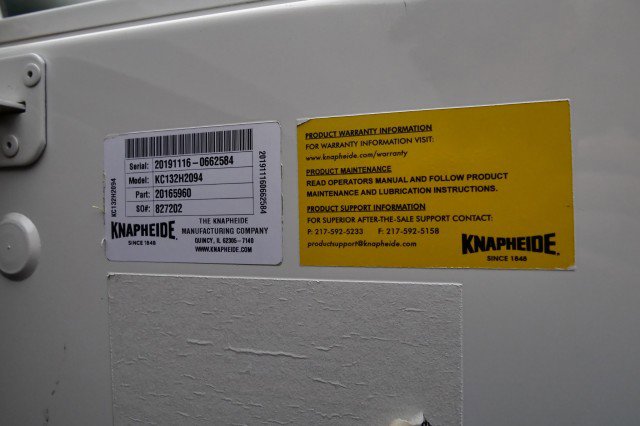 Serial: 20191116-0662584
Model: KC132H2094
Part: 20165960
SO#: 827202
KNAPHEIDE
SINCE 1848
THE KNAPHEIDE
MANUFACTURING COMPANY
QUINCY, IL 62305-7140
WWW.KNAPHEIDE.COM
KC132H2094
201911160662584
PRODUCT WARRANTY INFORMATION
FOR WARRANTY INFORMATION VISIT:
www.knapheide.com/warranty
PRODUCT MAINTENANCE
READ OPERATORS MANUAL AND FOLLOW PRODUCT
MAINTENANCE AND LUBRICATION INSTRUCTIONS.
PRODUCT SUPPORT INFORMATION
FOR SUPERIOR AFTER-THE-SALE SUPPORT CONTACT:
P: 217-592-5233 F: 217-592-5158
productsupport@knapheide.com
KNAPHEIDE
SINCE 1848